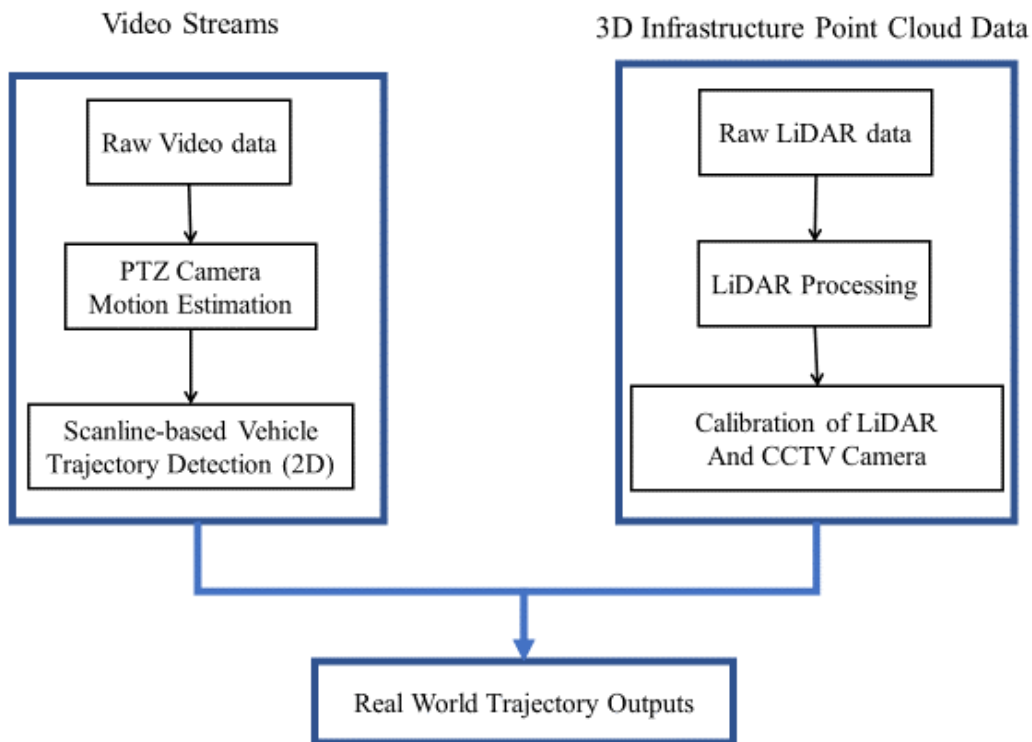 Video Streams
3D Infrastructure Point Cloud Data
Raw Video data
PTZ Camera
Motion Estimation
Scanline-based Vehicle
Trajectory Detection (2D)
Raw LiDAR data
LiDAR Processing
Calibration of LiDAR
And CCTV Camera
Real World Trajectory Outputs